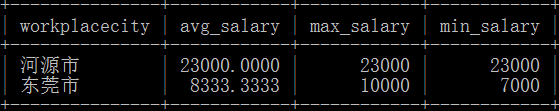 workplacecity avg_salary max_salary min_salary
河源市 23000.0000 23000 23000
东莞市 8333.3333 10000 7000